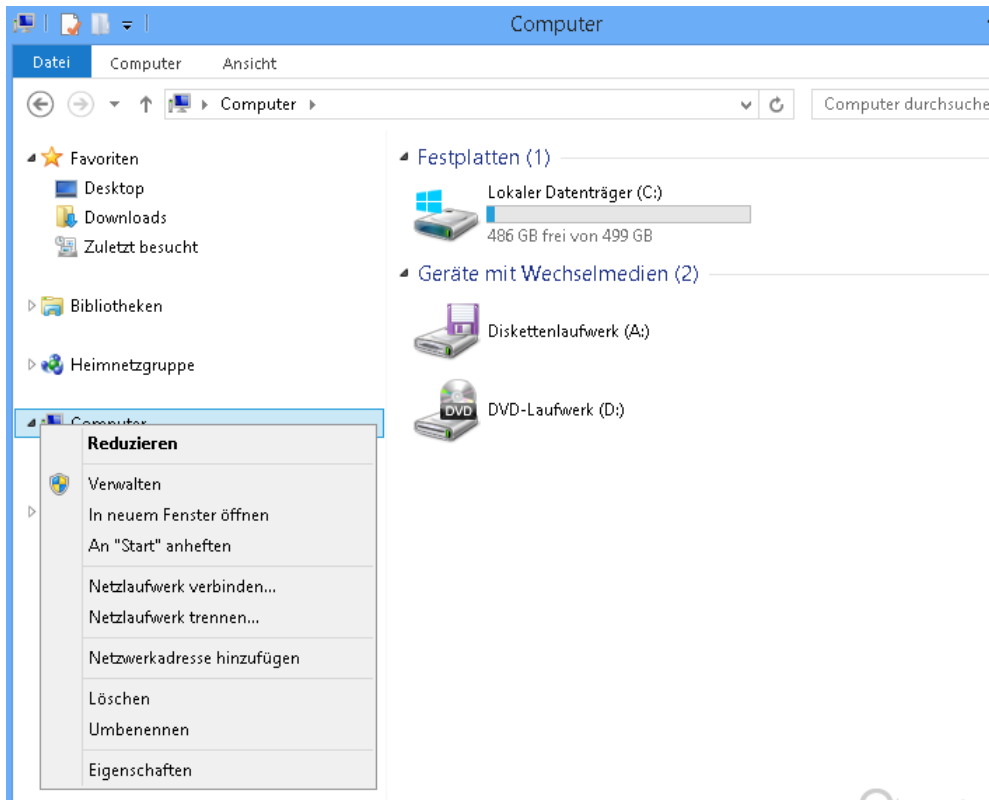 Computer
Datei Computer Ansicht
Computer
Computer durchsuche
Favoriten
Desktop
Downloads
Zuletzt besucht
Bibliotheken
Heimnetzgruppe
Computer
Reduzieren
Verwalten
In neuem Fenster öffnen
An "Start" anheften
Netzlaufwerk verbinden...
Netzlaufwerk trennen...
Netzwerkadresse hinzufügen
Löschen
Umbenennen
Eigenschaften
Festplatten (1)
Lokaler Datenträger (C:)
486 GB frei von 499 GB
Geräte mit Wechselmedien (2)
Diskettenlaufwerk (A:)
DVD
DVD-Laufwerk (D:)